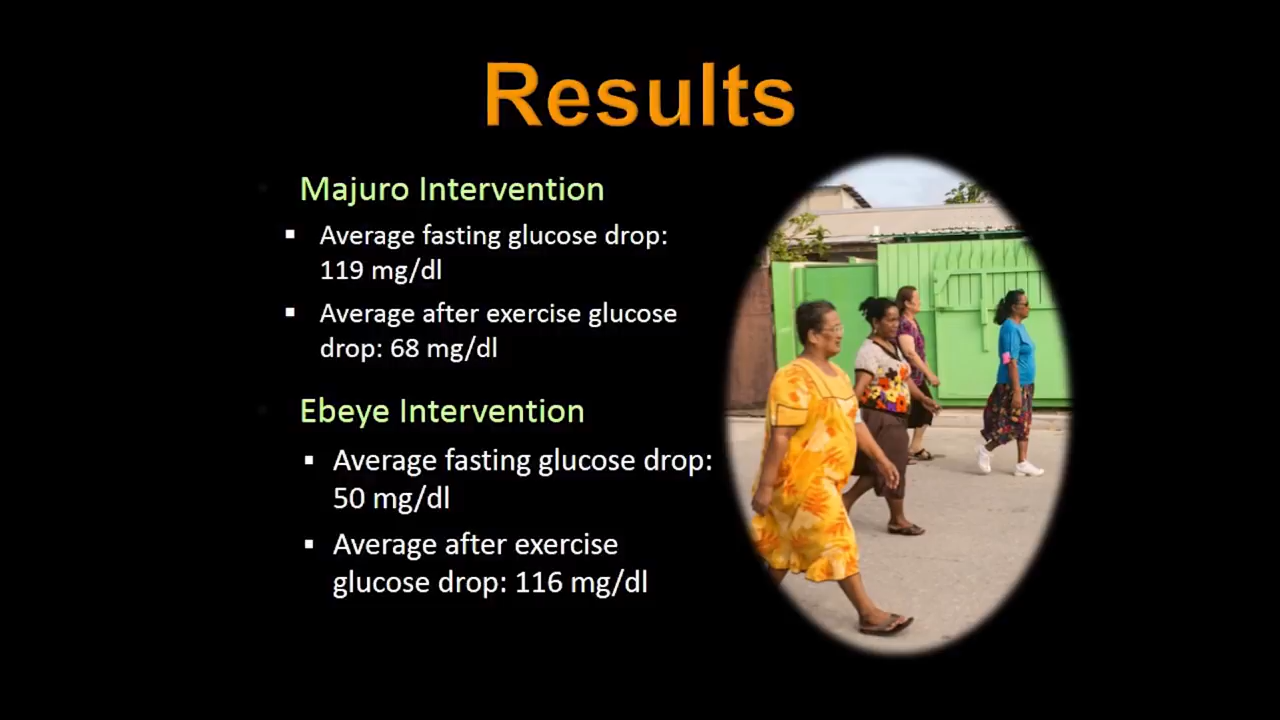 Results
Majuro Intervention
▪ Average fasting glucose drop:
119 mg/dl
▪ Average after exercise glucose
drop: 68 mg/dl
Ebeye Intervention
▪ Average fasting glucose drop:
50 mg/dl
▪ Average after exercise
glucose drop: 116 mg/dl